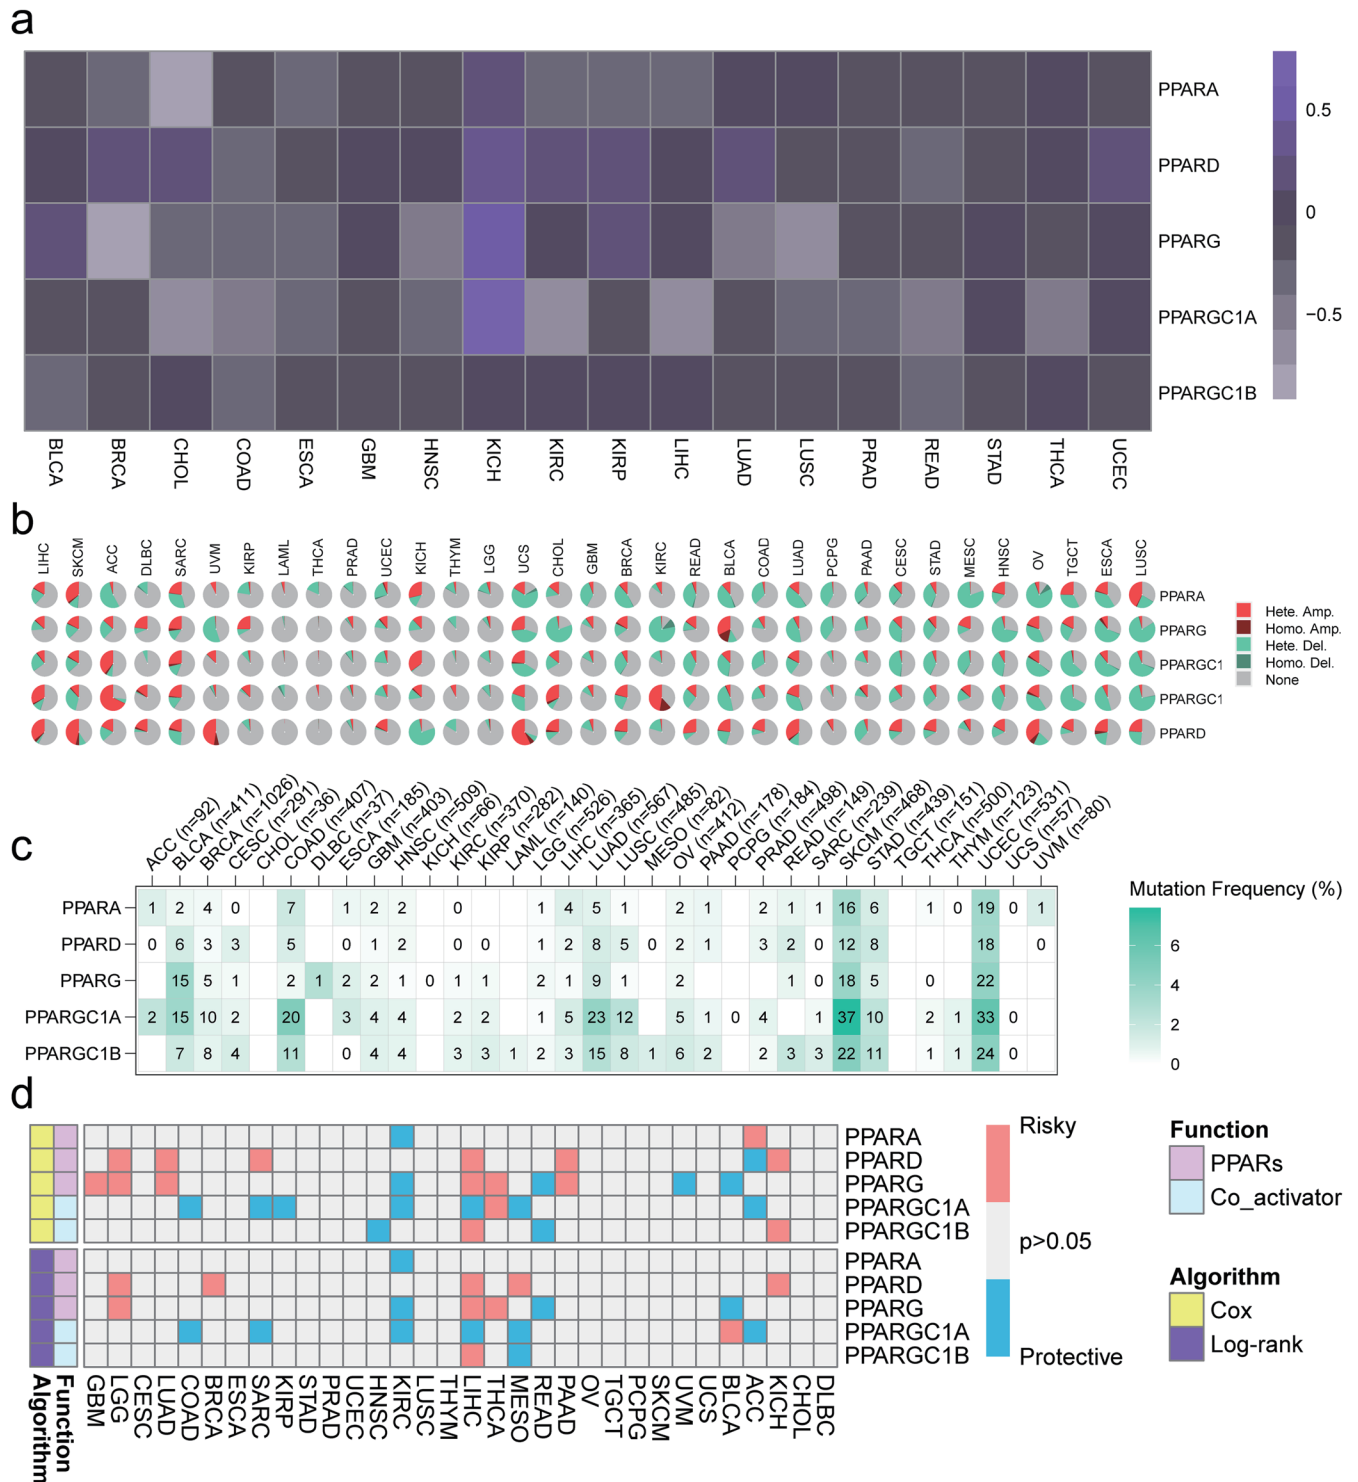 a
PPARA
PPARD
PPARG
PPARGC1A
PPARGC1B
0.5
0
−0.5
BLCA BRCA CHOL COAD ESCA GBM HNSC KICH KIRC KIRP LIHC LUAD LUSC PRAD READ STAD THCA UCEC
b
LIHC SKCM ACC DLBC SARC UVM KIRP LAML THCA PRAD UCEC KICH THYM LGG UCS CHOL GBM BRCA KIRC READ BLCA COAD LUAD PCPG PAAD CESC STAD MESC HNSC OV TGCT ESCA LUSC
PPARA
PPARG
PPARGC1
PPARGC1
PPARD
Hete. Amp.
Homo. Amp.
Hete. Del.
Homo. Del.
None
c
ACC (n=92)
BLCA (n=411)
BRCA (n=1026)
CESC (n=291)
CHOL (n=36)
COAD (n=407)
DLBC (n=37)
ESCA (n=185)
GBM (n=403)
HNSC (n=509)
KICH (n=66)
KIRC (n=370)
KIRP (n=282)
LAML (n=140)
LGG (n=526)
LIHC (n=365)
LUAD (n=567)
LUSC (n=485)
MESO (n=82)
OV (n=412)
PAAD (n=178)
PCPG (n=184)
PRAD (n=498)
READ (n=149)
SARC (n=239)
SKCM (n=468)
STAD (n=439)
TGCT (n=151)
THCA (n=500)
THYM (n=123)
UCEC (n=531)
UCS (n=57)
UVM (n=80)
PPARA 1 2 4 0 7 1 2 2 0 1 4 5 1 2 1 2 1 1 16 6 1 0 19 0 1
PPARD 0 6 3 3 5 0 1 2 0 0 1 2 8 5 0 2 1 3 2 0 12 8 18 0
PPARG 15 5 1 2 1 2 2 1 0 1 1 2 1 9 1 2 1 0 18 5 0 22
PPARGC1A 2 15 10 2 20 3 4 4 2 2 1 5 23 12 5 1 0 4 1 37 10 2 1 33 0
PPARGC1B 7 8 4 11 0 4 4 3 3 1 2 3 15 8 1 6 2 2 3 3 22 11 1 1 24 0
Mutation Frequency (%)
6
4
2
0
d
PPARA
PPARD
PPARG
PPARGC1A
PPARGC1B
PPARA
PPARD
PPARG
PPARGC1A
PPARGC1B
Risky
p>0.05
Protective
Function
PPARs
Co_activator
Algorithm
Cox
Log-rank
Algorithm Function GBM LGG CESC LUAD COAD BRCA ESCA SARC KIRP STAD PRAD UCEC HNSC KIRC LUSC THYM LIHC THCA MESO READ PAAD OV TGCT PCPG SKCM UVM UCS BLCA ACC KICH CHOL DLBC